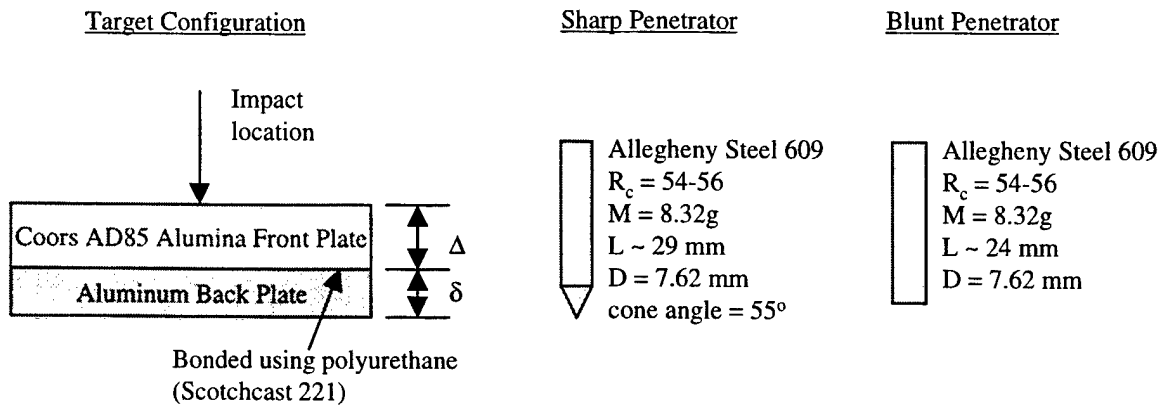 Target Configuration
Impact
location
Coors AD85 Alumina Front Plate
Δ
Aluminum Back Plate
δ
Bonded using polyurethane
(Scotchcast 221)
Sharp Penetrator
Allegheny Steel 609
R_c = 54-56
M = 8.32g
L ~ 29 mm
D = 7.62 mm
cone angle = 55°
Blunt Penetrator
Allegheny Steel 609
R_c = 54-56
M = 8.32g
L ~ 24 mm
D = 7.62 mm